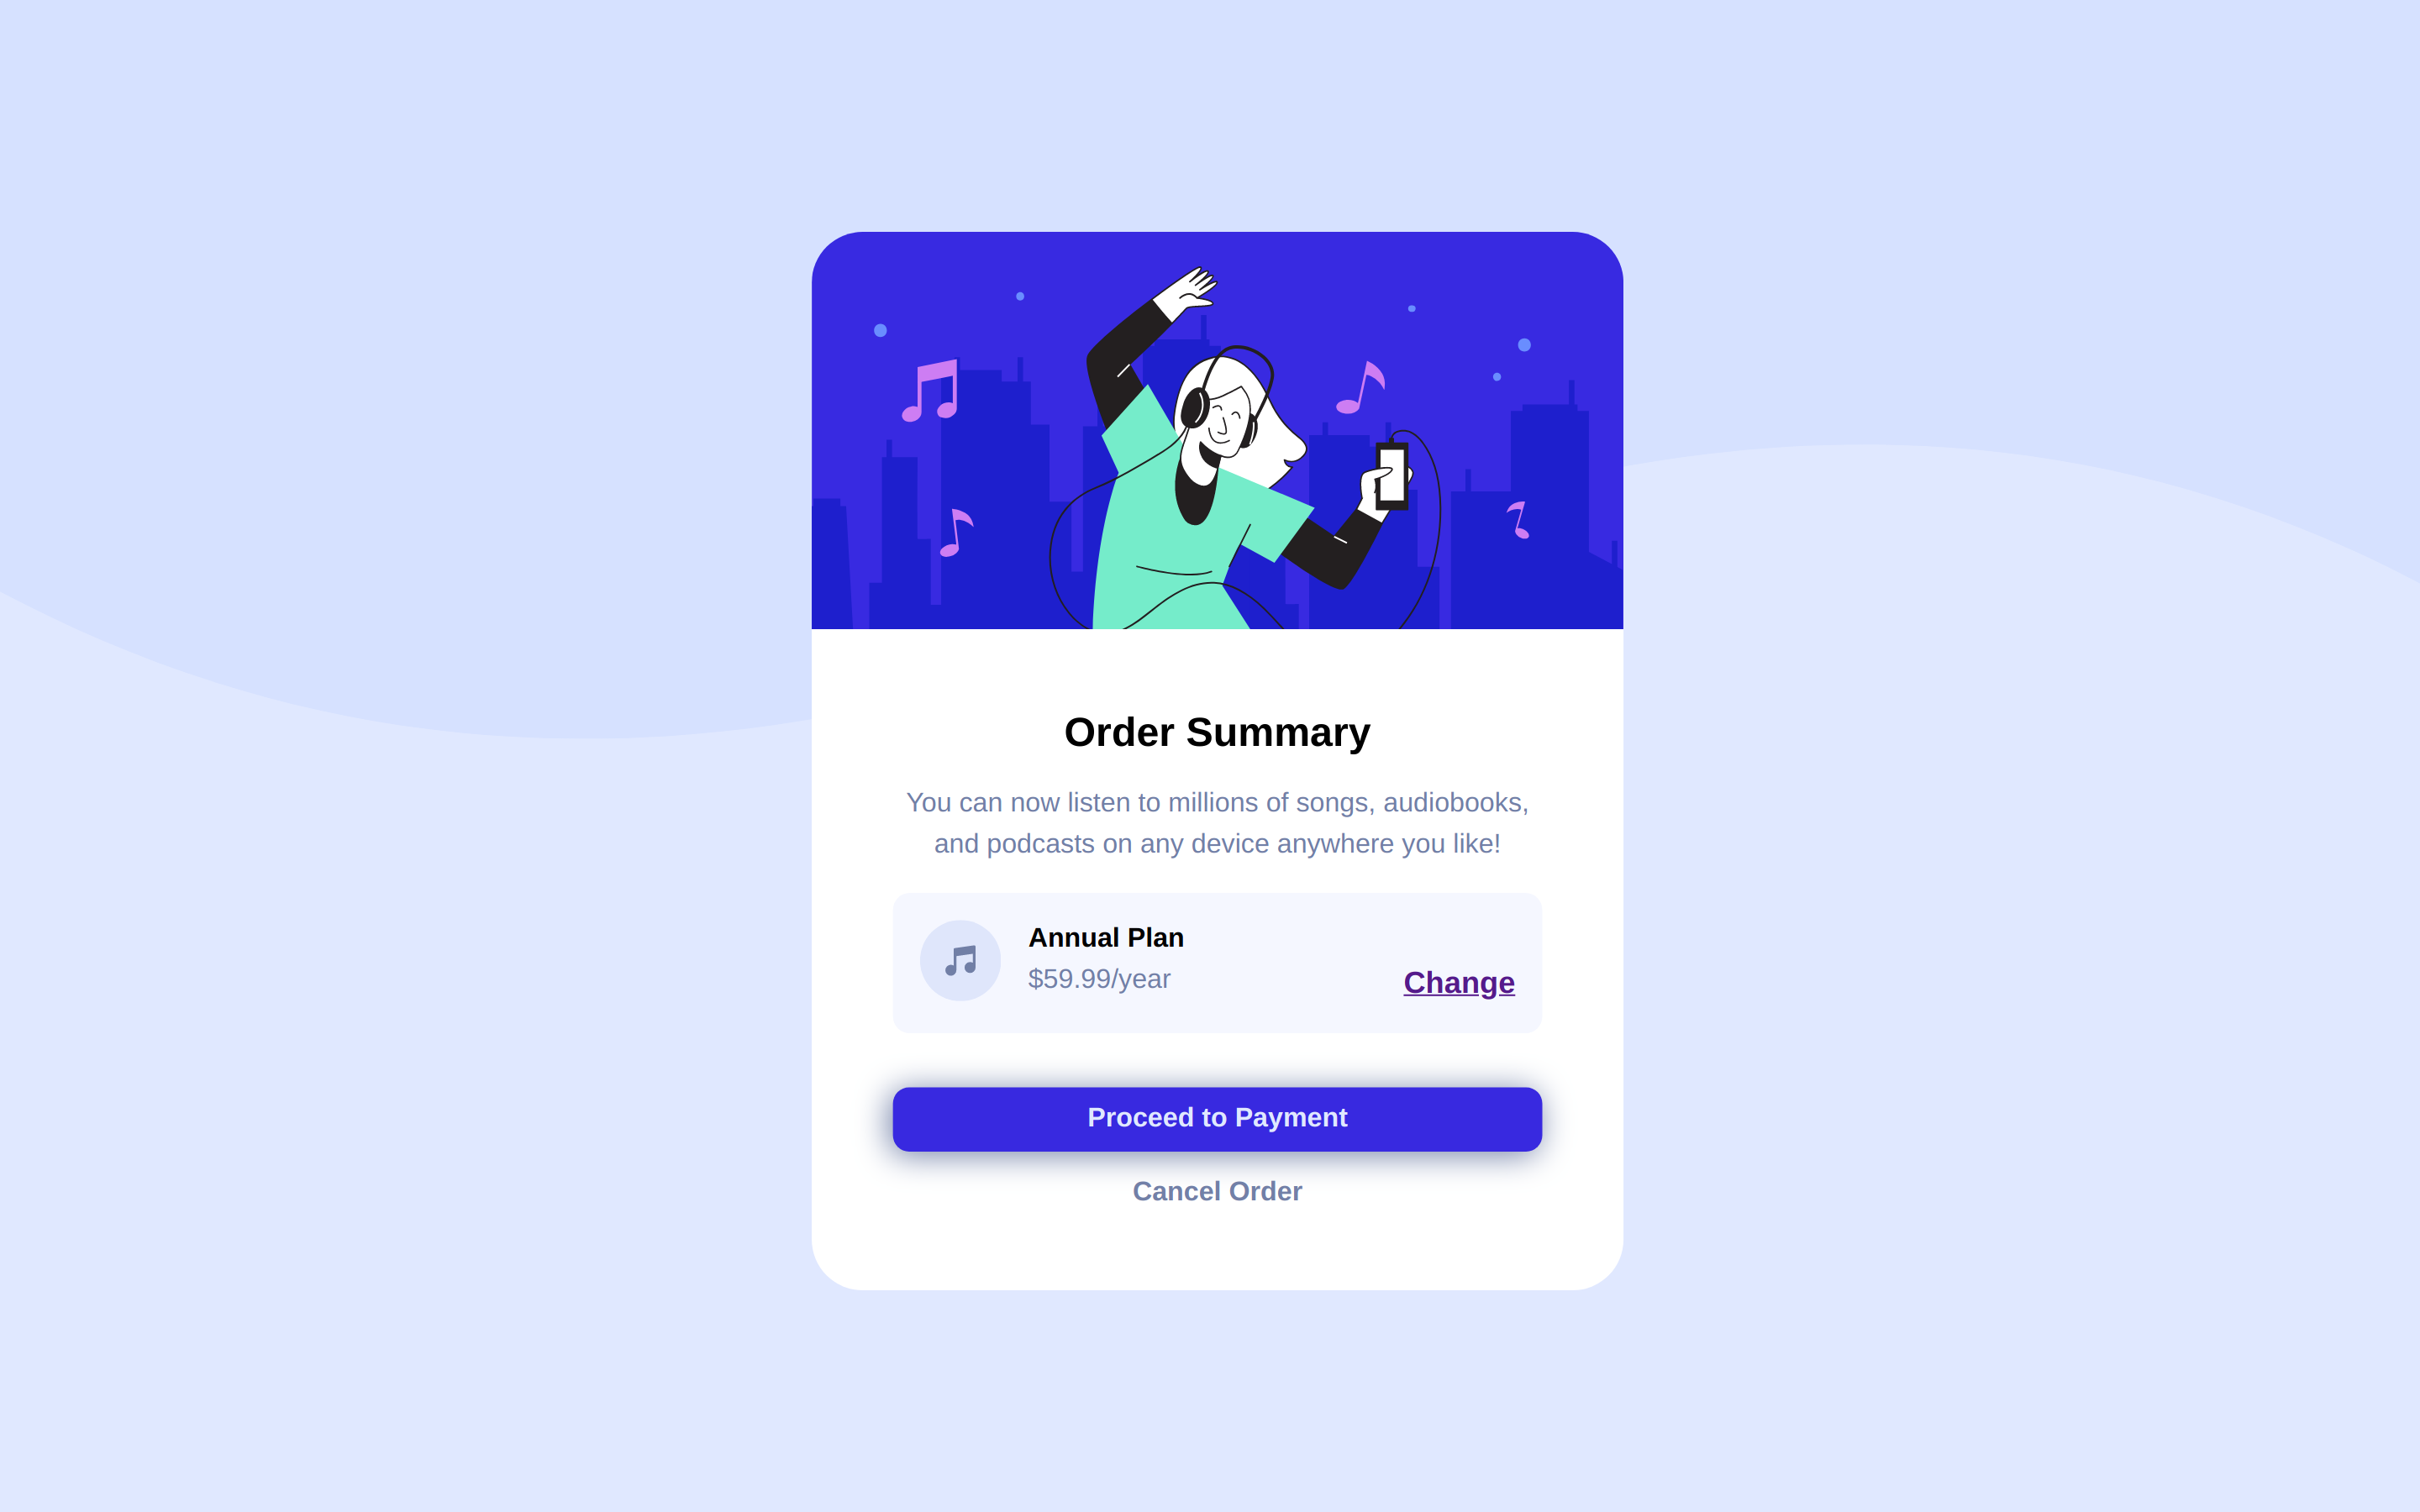 Order Summary
You can now listen to millions of songs, audiobooks,
and podcasts on any device anywhere you like!
Annual Plan
$59.99/year
Change
Proceed to Payment
Cancel Order